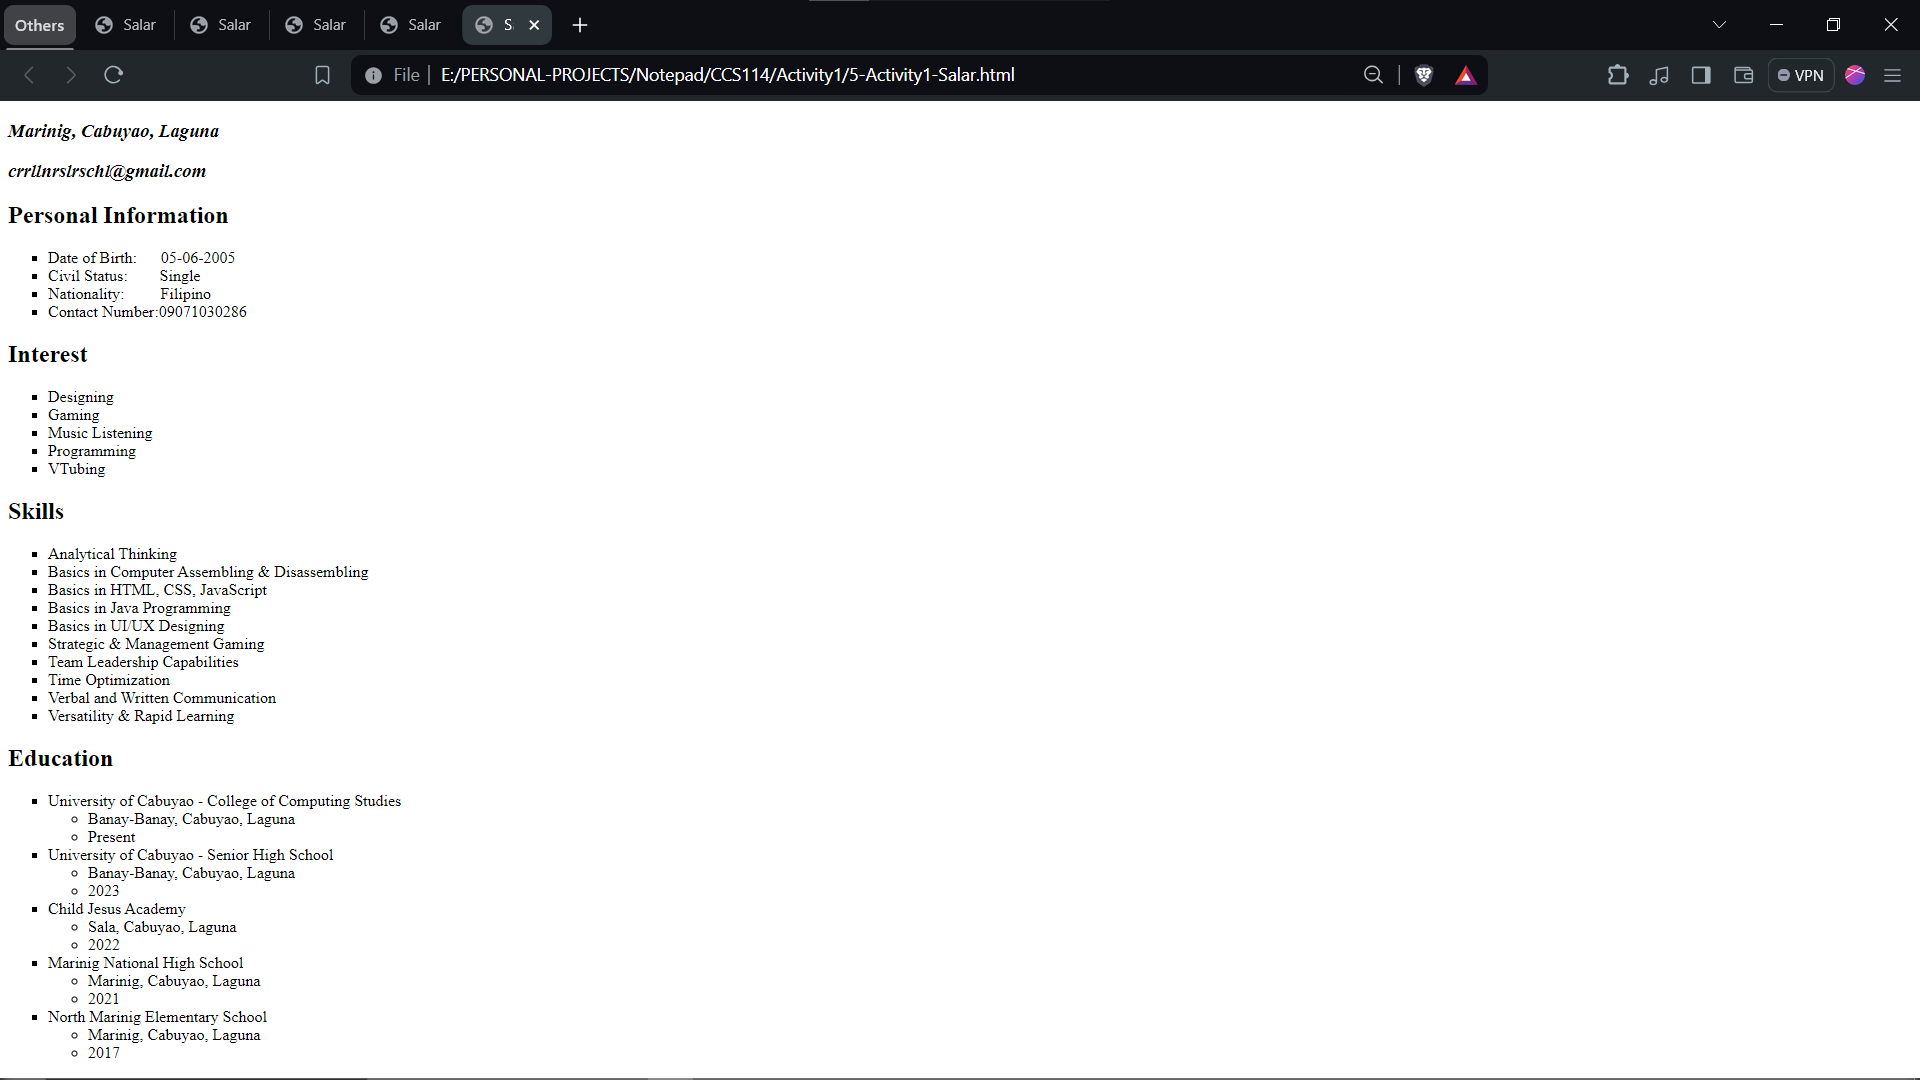 Others
Salar
Salar
Salar
Salar
S
File
E:/PERSONAL-PROJECTS/Notepad/CCS114/Activity1/5-Activity1-Salar.html
VPN
Marinig, Cabuyao, Laguna
crrllnrslrschl@gmail.com
Personal Information
Date of Birth: 05-06-2005
Civil Status: Single
Nationality: Filipino
Contact Number:09071030286
Interest
Designing
Gaming
Music Listening
Programming
VTubing
Skills
Analytical Thinking
Basics in Computer Assembling & Disassembling
Basics in HTML, CSS, JavaScript
Basics in Java Programming
Basics in UI/UX Designing
Strategic & Management Gaming
Team Leadership Capabilities
Time Optimization
Verbal and Written Communication
Versatility & Rapid Learning
Education
University of Cabuyao - College of Computing Studies
Banay-Banay, Cabuyao, Laguna
Present
University of Cabuyao - Senior High School
Banay-Banay, Cabuyao, Laguna
2023
Child Jesus Academy
Sala, Cabuyao, Laguna
2022
Marinig National High School
Marinig, Cabuyao, Laguna
2021
North Marinig Elementary School
Marinig, Cabuyao, Laguna
2017